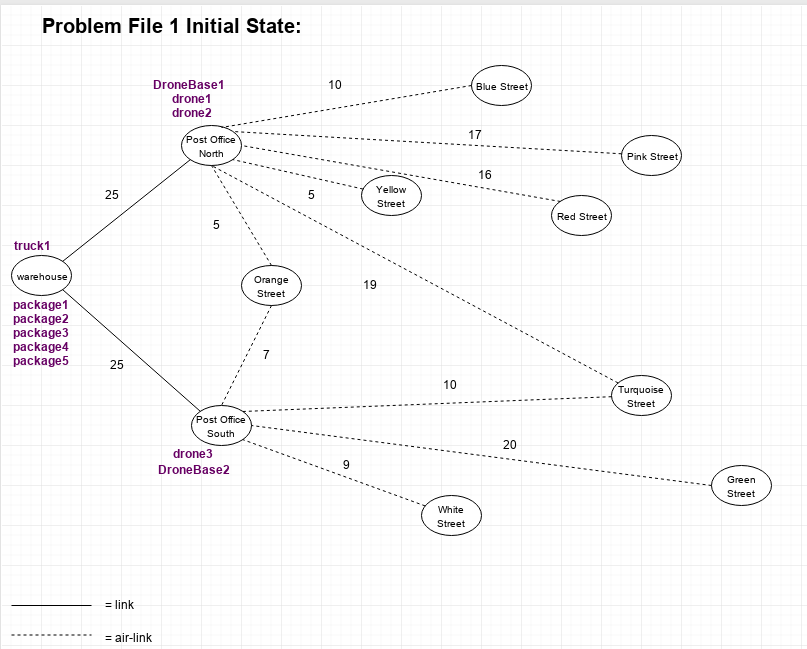 Problem File 1 Initial State:
DroneBase1
drone1
drone2
10
Blue Street
Post Office
North
17
Pink Street
16
Yellow
Street
5
Red Street
25
5
truck1
warehouse
Orange
Street
19
package1
package2
package3
package4
package5
25
7
10
Turquoise
Street
Post Office
South
20
drone3
DroneBase2
9
Green
Street
White
Street
= link
= air-link